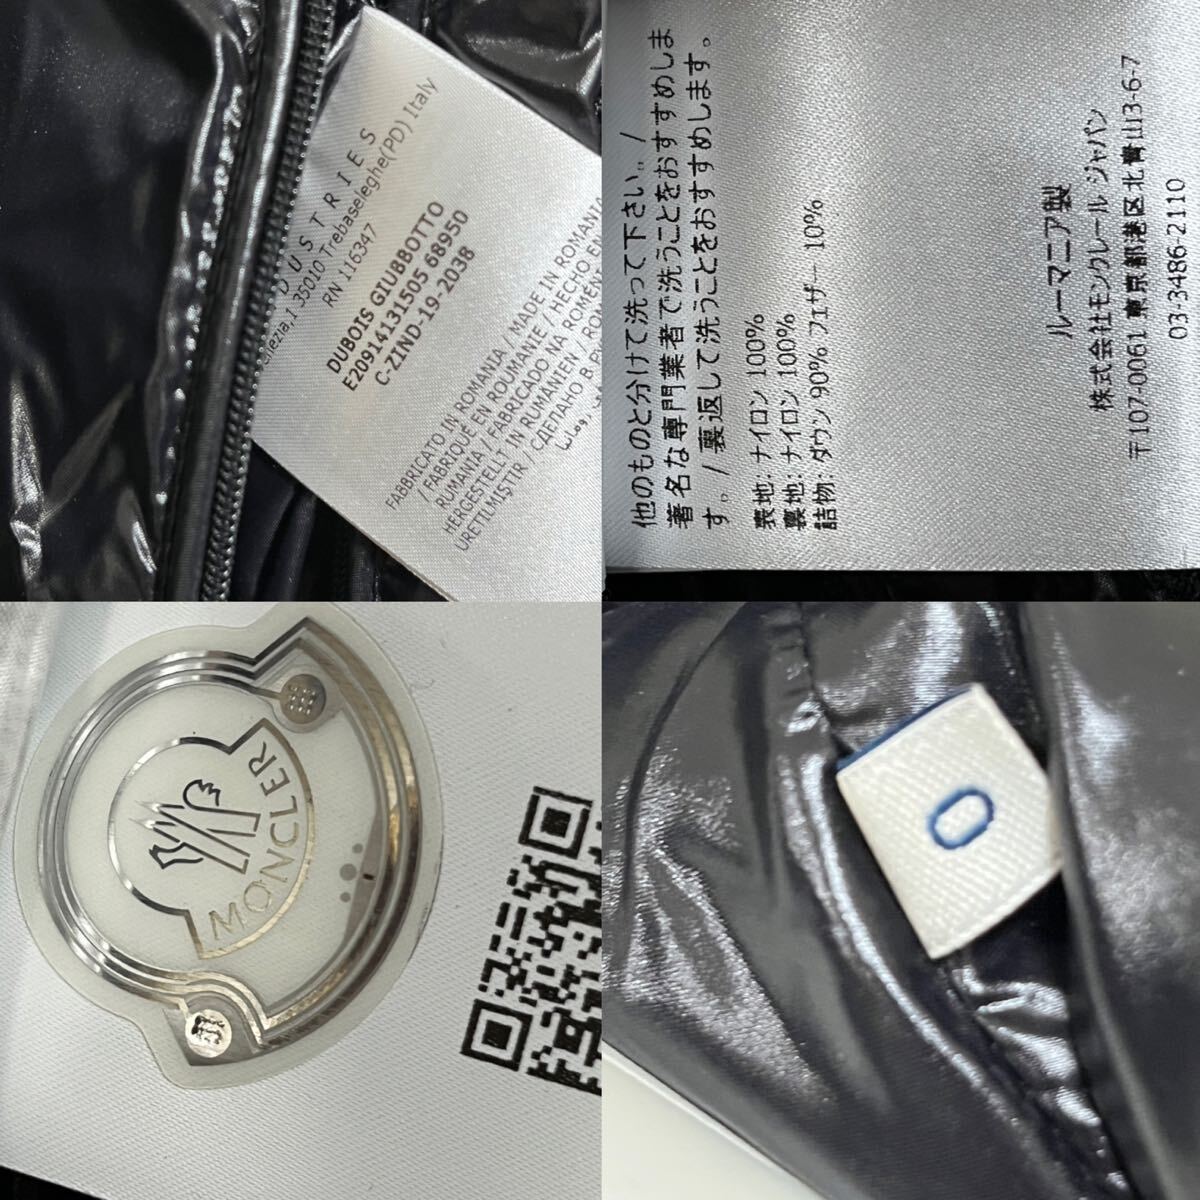 DUSTRIES
enezia,1 35010 Trebaseleghe(PD) Italy
RN 116347
DUBOIS GIUBBOTTO
E20914131505 68950
C-ZIND-19-2038
FABBRICATO IN ROMANIA / MADE IN ROMANIA
/ FABRIQUÉ EN ROUMANIE / HECHO EN
RUMANIA / FABRICADO NA ROMÉNI
HERGESTELLT IN RUMÄNIEN / ROMEN
URETILMIŞTIR / СДЕЛАНО В Р
他のものと分けて洗って下さい。/
著名な専門業者で洗うことをおすすめしま
す。/ 裏返して洗うことをおすすめします。
表地: ナイロン 100%
裏地: ナイロン 100%
詰物: ダウン 90% フェザー 10%
ルーマニア製
株式会社モンクレール ジャパン
〒107-0061 東京都港区北青山3-6-7
03-3486-2110
MONCLER
0